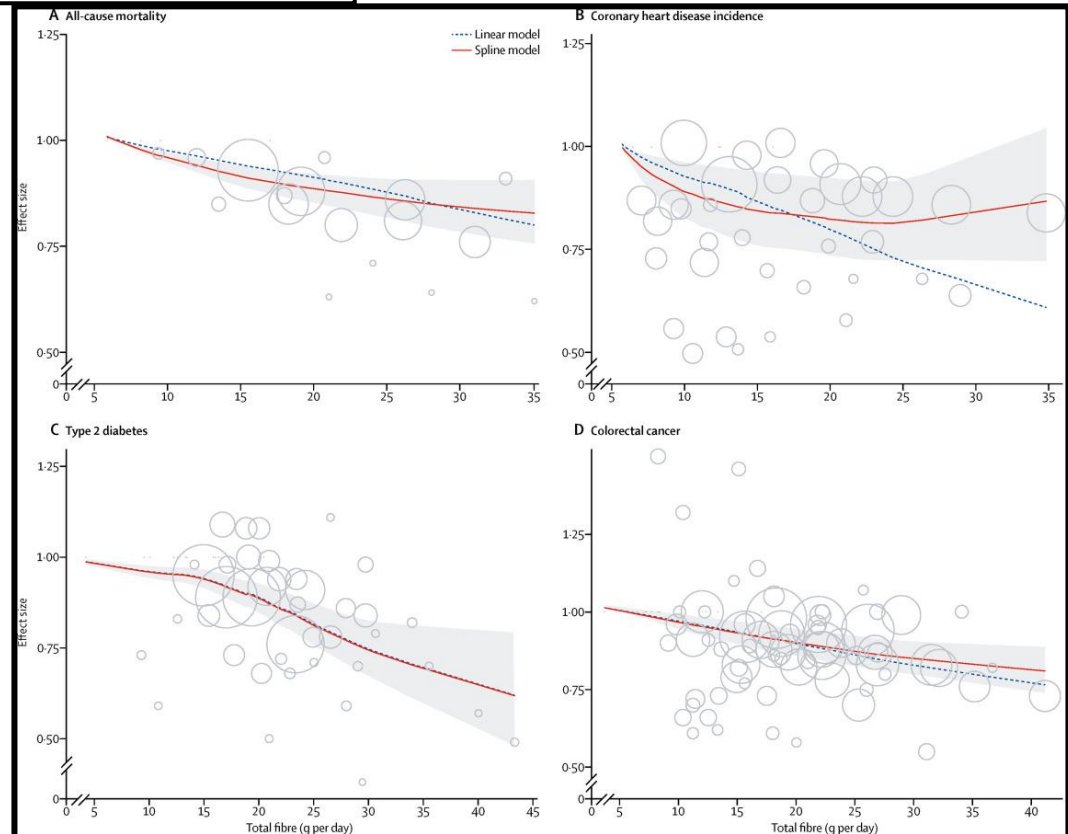 A All-cause mortality
Linear model
Spline model
1·25
1·00
0·75
0·50
0
Effect size
0 5 10 15 20 25 30 35
B Coronary heart disease incidence
1·25
1·00
0·75
0·50
0
0 5 10 15 20 25 30 35
C Type 2 diabetes
1·25
1·00
0·75
0·50
0
Effect size
0 5 10 15 20 25 30 35 40 45
Total fibre (g per day)
D Colorectal cancer
1·25
1·00
0·75
0·50
0
0 5 10 15 20 25 30 35 40
Total fibre (g per day)